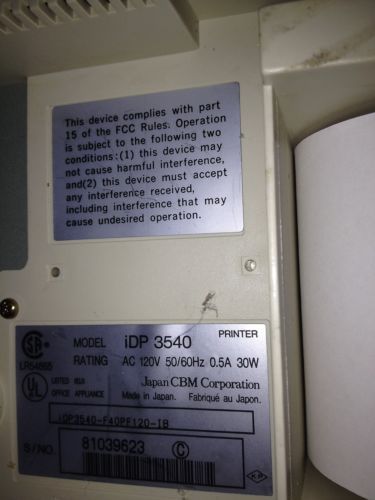 This device complies with part
15 of the FCC Rules. Operation
is subject to the following two
conditions:(1) this device may
not cause harmful interference,
and(2) this device must accept
any interference received,
including interference that may
cause undesired operation.
MODEL iDP 3540 PRINTER
RATING AC 120V 50/60Hz 0.5A 30W
LR54865
UL LISTED
OFFICE APPLIANCE
Japan CBM Corporation
Made in Japan. Fabriqué au Japon.
iDP3540-F40PF120-IB
S/NO. 81039623 C